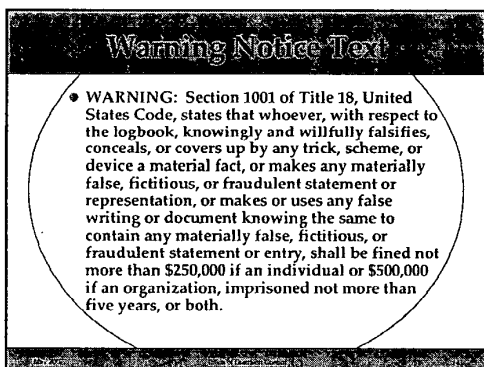 Warning Notice Text
• WARNING: Section 1001 of Title 18, United
States Code, states that whoever, with respect to
the logbook, knowingly and willfully falsifies,
conceals, or covers up by any trick, scheme, or
device a material fact, or makes any materially
false, fictitious, or fraudulent statement or
representation, or makes or uses any false
writing or document knowing the same to
contain any materially false, fictitious, or
fraudulent statement or entry, shall be fined not
more than $250,000 if an individual or $500,000
if an organization, imprisoned not more than
five years, or both.